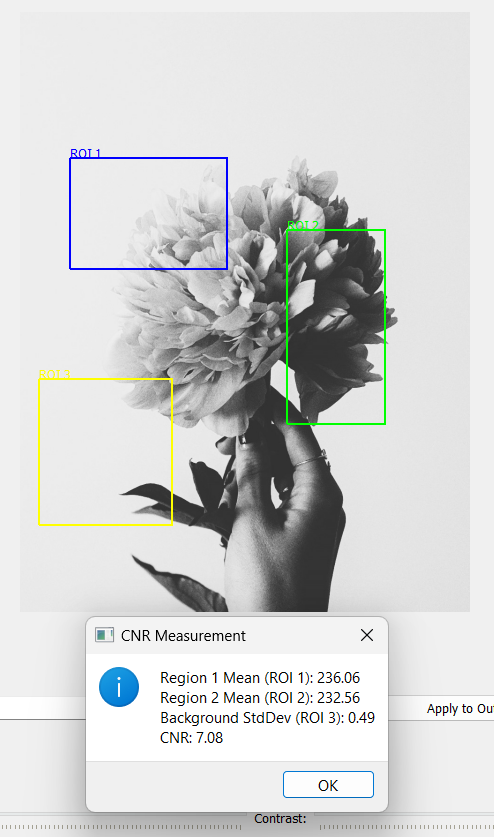 ROI 1
ROI 2
ROI 3
CNR Measurement
Region 1 Mean (ROI 1): 236.06
Region 2 Mean (ROI 2): 232.56
Background StdDev (ROI 3): 0.49
CNR: 7.08
Apply to Ou
OK
Contrast: